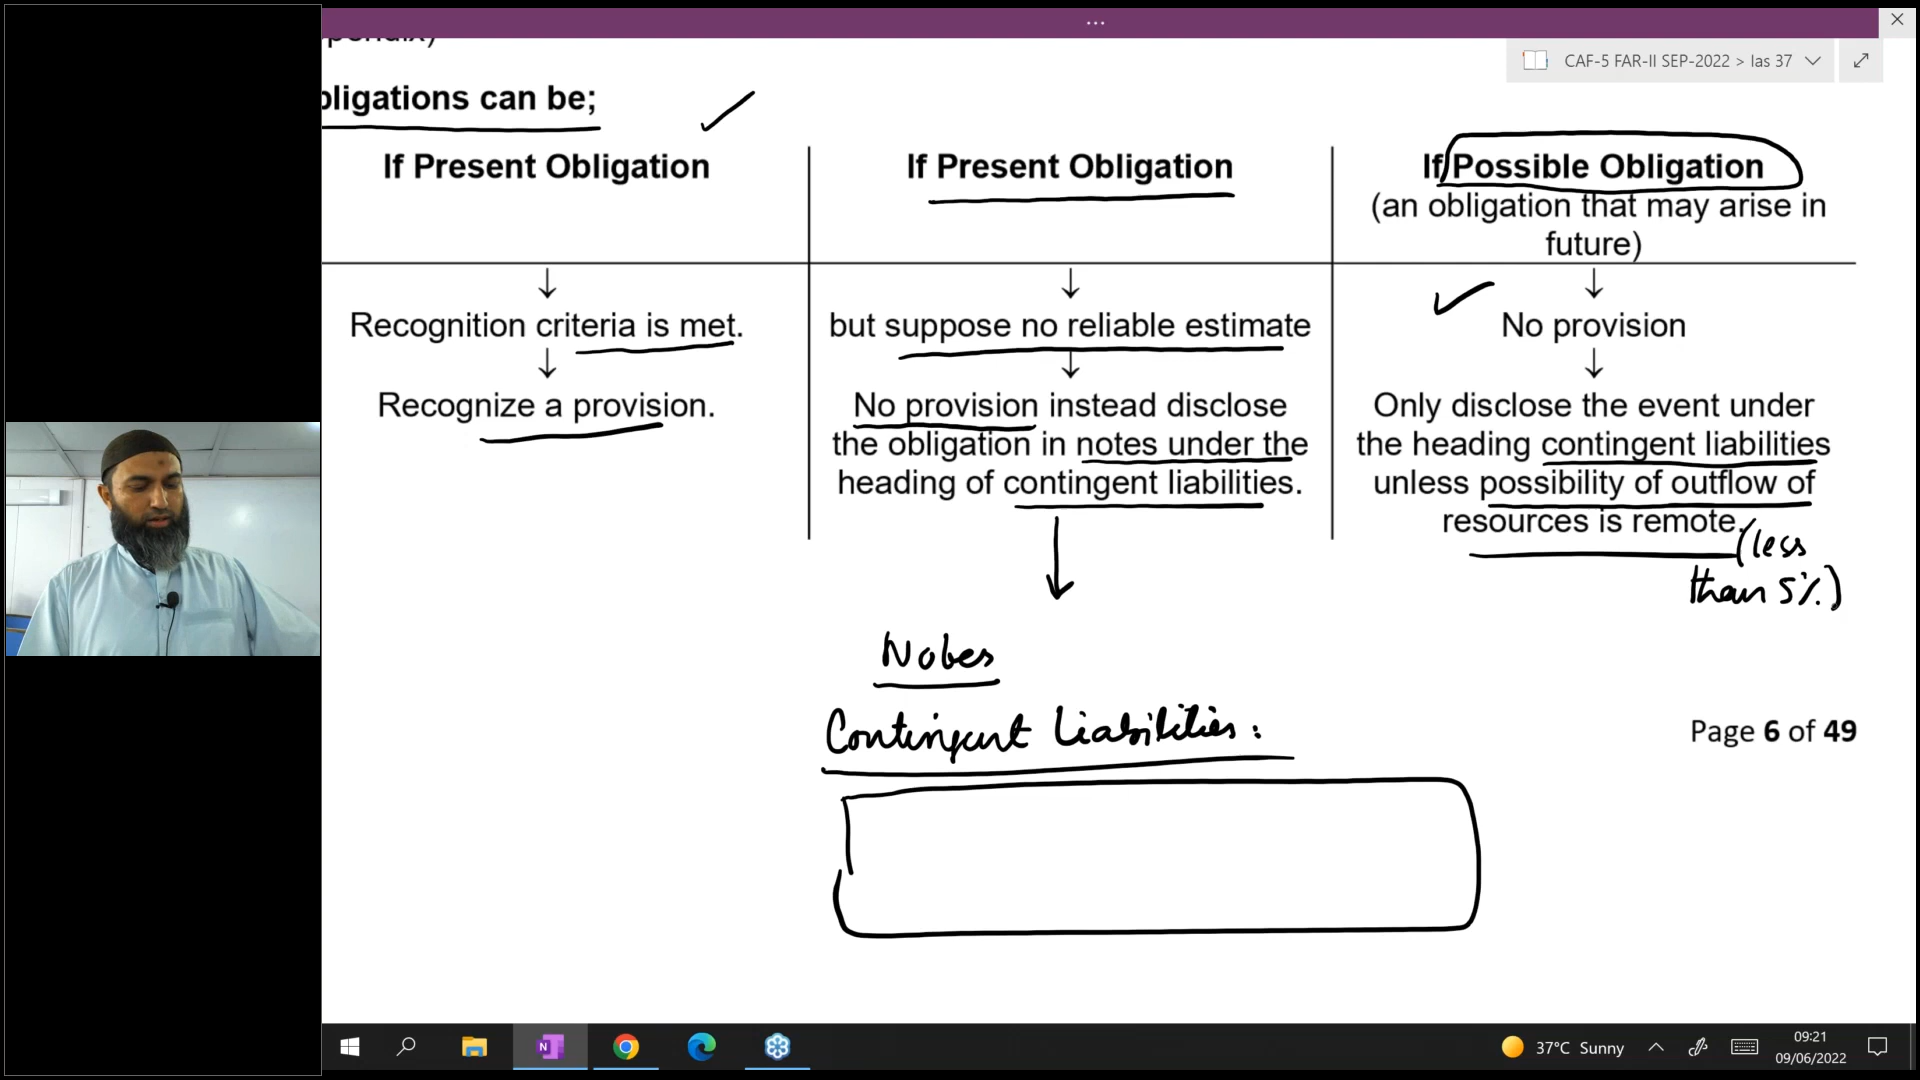 ...
CAF-5 FAR-II SEP-2022 > Ias 37
bligations can be;
If Present Obligation
Recognition criteria is met.
Recognize a provision.
If Present Obligation
but suppose no reliable estimate
No provision instead disclose
the obligation in notes under the
heading of contingent liabilities.
If Possible Obligation
(an obligation that may arise in
future)
No provision
Only disclose the event under
the heading contingent liabilities
unless possibility of outflow of
resources is remote.
(less
than 5%)
Notes
Contingent Liabilities:
Page 6 of 49
37°C Sunny
09:21
09/06/2022